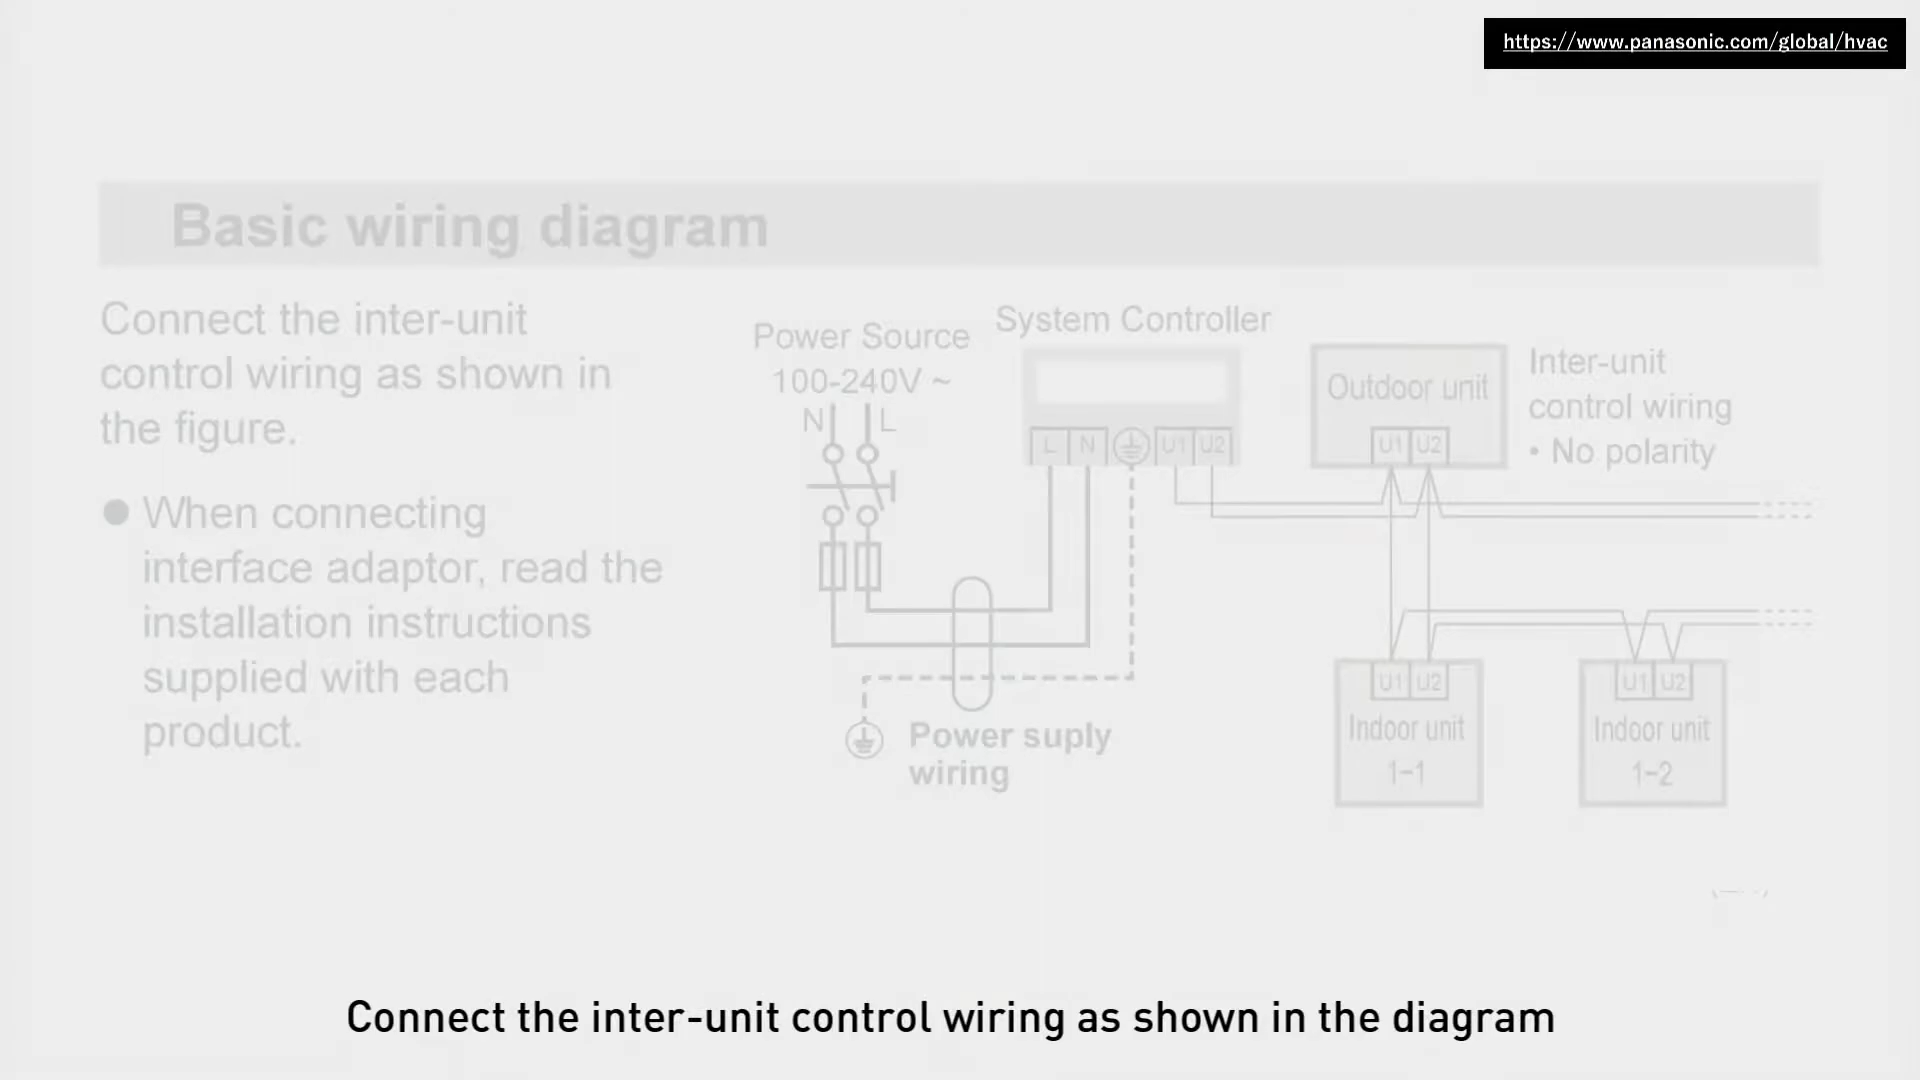 https://www.panasonic.com/global/hvac
Basic wiring diagram
Connect the inter-unit
control wiring as shown in
the figure.
● When connecting
interface adaptor, read the
installation instructions
supplied with each
product.
Power Source
100-240V ~
N L
System Controller
L N U1 U2
Outdoor unit
U1 U2
Inter-unit
control wiring
• No polarity
Power suply
wiring
U1 U2
Indoor unit
1-1
U1 U2
Indoor unit
1-2
Connect the inter-unit control wiring as shown in the diagram